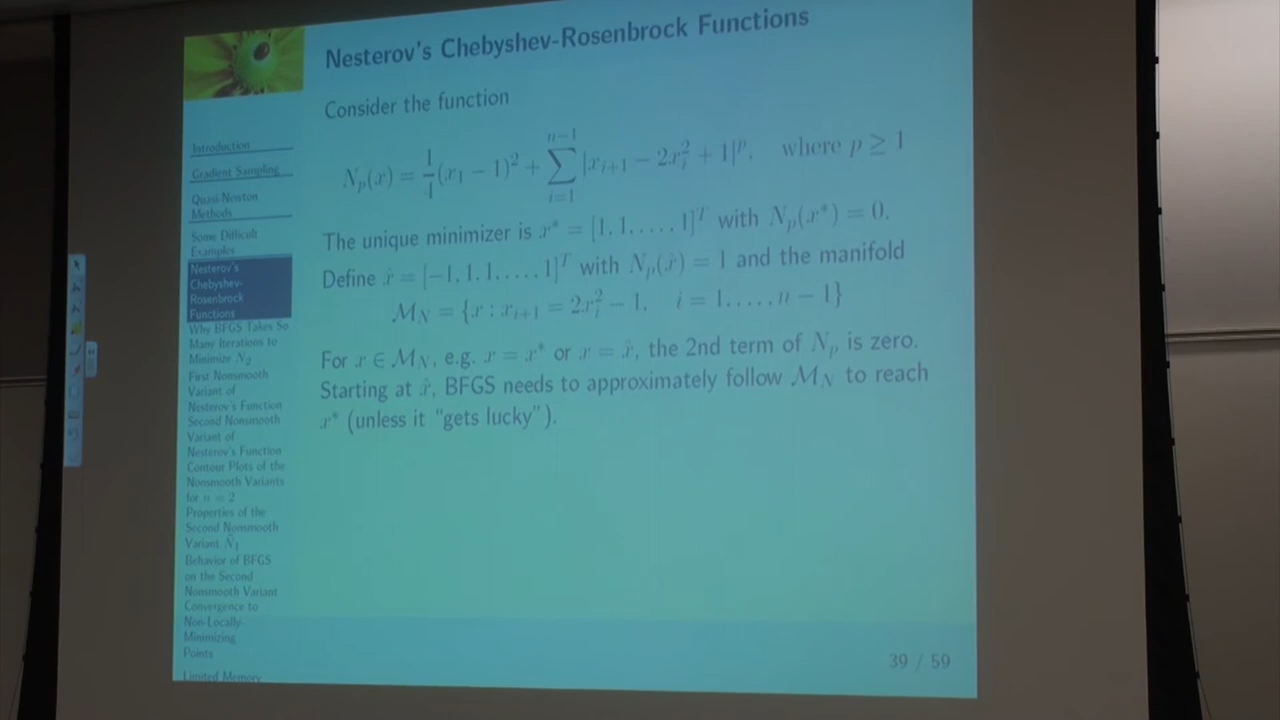 Nesterov's Chebyshev-Rosenbrock Functions
Consider the function
N_p(x) = 1/4 (x_1 − 1)^2 + ∑_{i=1}^{n−1} |x_{i+1} − 2x_i^2 + 1|^p, where p ≥ 1
The unique minimizer is x* = [1, 1, . . . , 1]^T with N_p(x*) = 0.
Define x̂ = [−1, 1, 1, . . . , 1]^T with N_p(x̂) = 1 and the manifold
M_N = {x : x_{i+1} = 2x_i^2 − 1, i = 1, . . . , n − 1}
For x ∈ M_N, e.g. x = x* or x = x̂, the 2nd term of N_p is zero.
Starting at x̂, BFGS needs to approximately follow M_N to reach
x* (unless it "gets lucky").
39 / 59
Introduction
Gradient Sampling
Quasi-Newton
Methods
Some Difficult
Examples
Nesterov's
Chebyshev-
Rosenbrock
Functions
Why BFGS Takes So
Many Iterations to
Minimize N_2
First Nonsmooth
Variant of
Nesterov's Function
Second Nonsmooth
Variant of
Nesterov's Function
Contour Plots of the
Nonsmooth Variants
for n = 2
Properties of the
Second Nonsmooth
Variant N̂_1
Behavior of BFGS
on the Second
Nonsmooth Variant
Convergence to
Non-Locally-
Minimizing
Points
Limited Memory